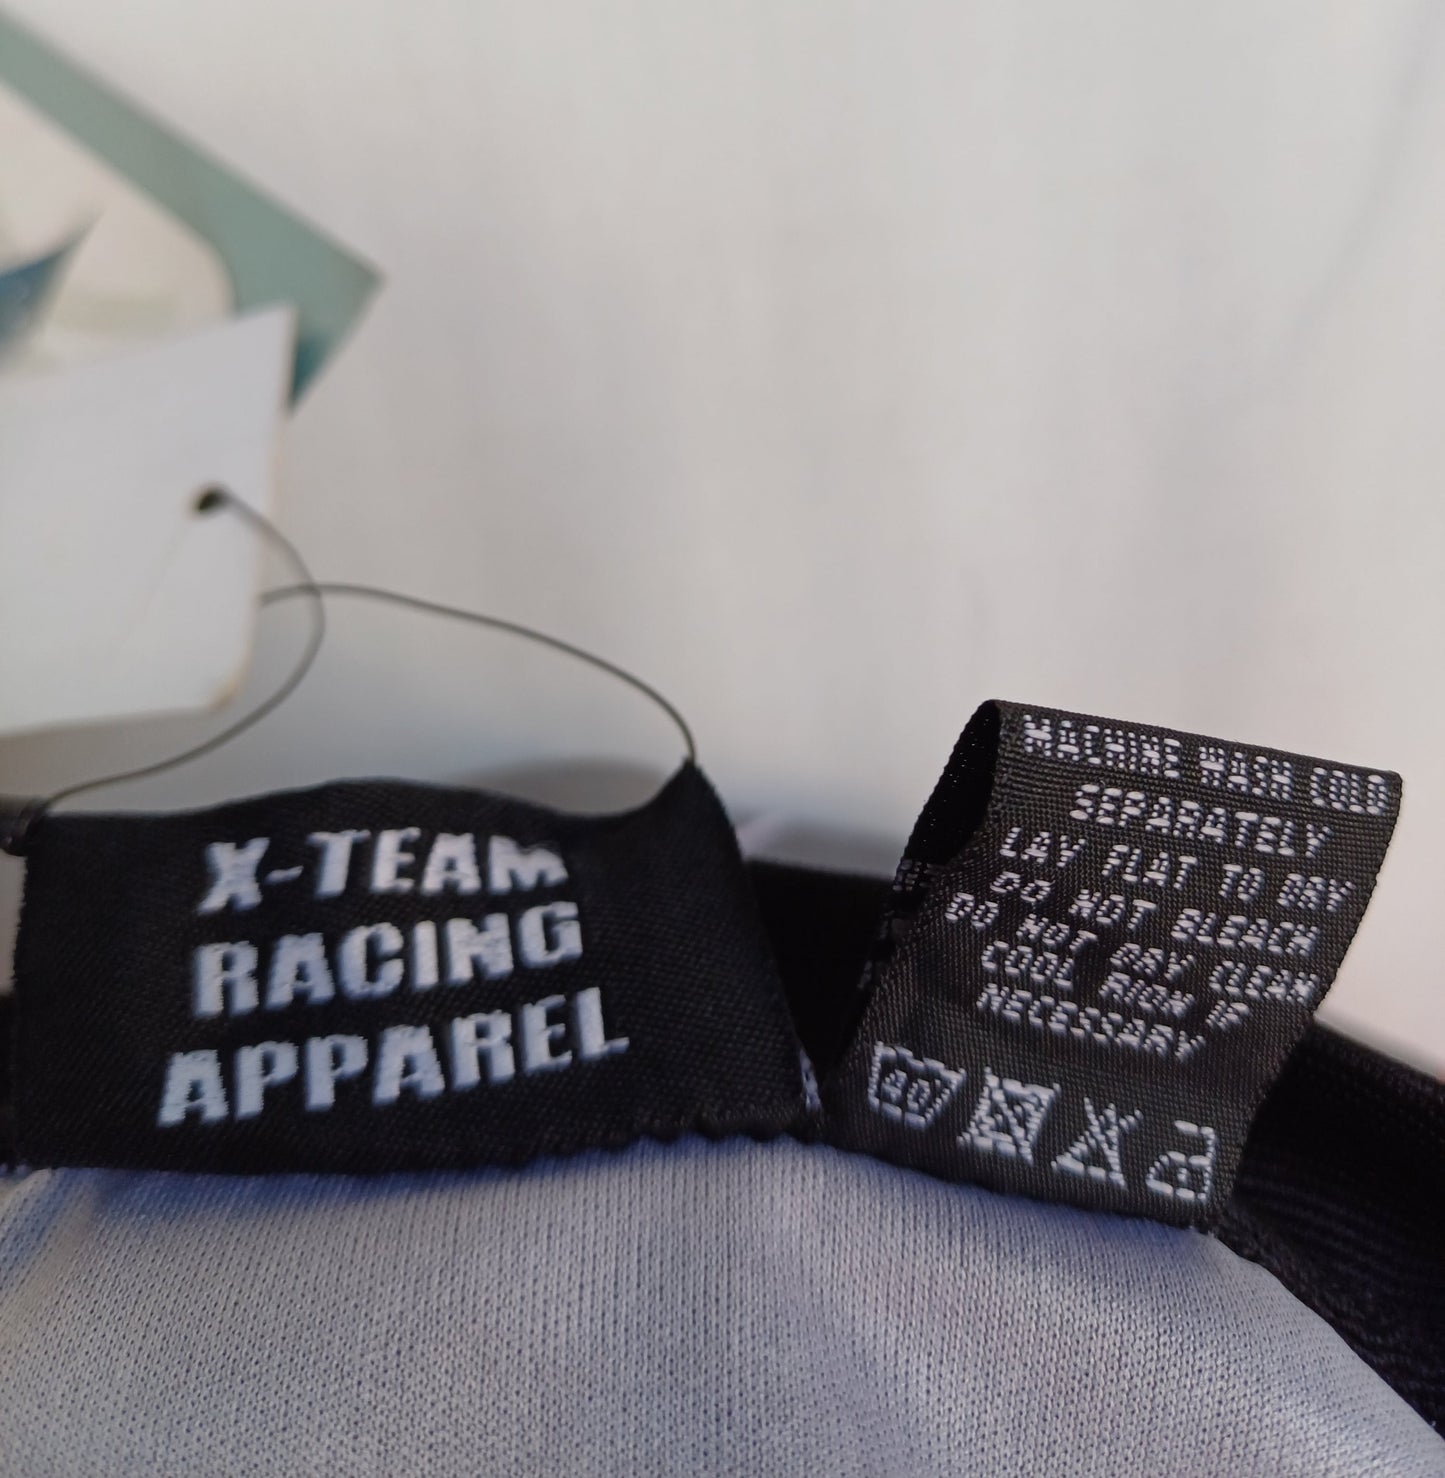 X-TEAM
RACING
APPAREL
MACHINE WASH COLD
SEPARATELY
LAY FLAT TO DRY
DO NOT BLEACH
DO NOT DRY CLEAN
COOL IRON IF
NECESSARY
40